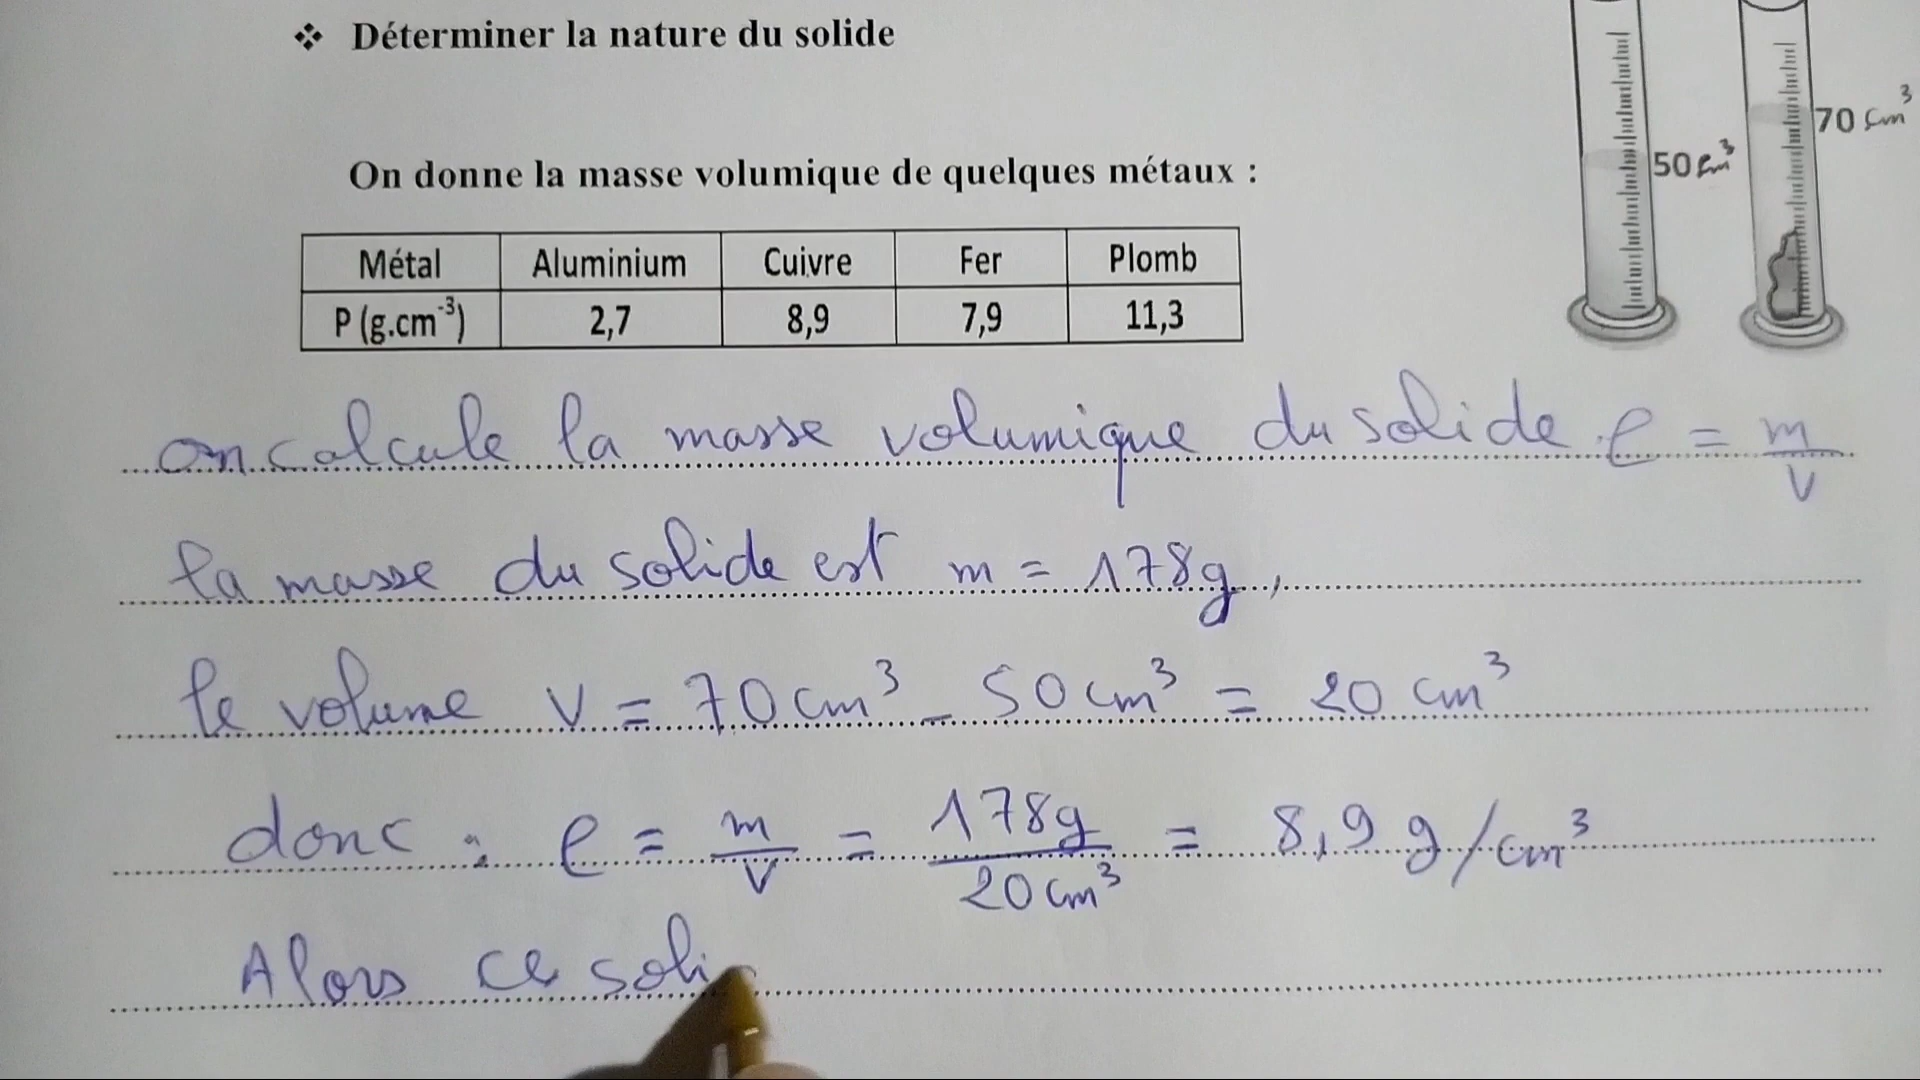 ❖ Déterminer la nature du solide
70 cm³
50 cm³
On donne la masse volumique de quelques métaux :
Métal Aluminium Cuivre Fer Plomb
P (g.cm⁻³) 2,7 8,9 7,9 11,3
on calcule la masse volumique du solide ρ = m/V
la masse du solide est m = 178g,
le volume V = 70 cm³ - 50 cm³ = 20 cm³
donc : ρ = m/V = 178g/20 cm³ = 8,9 g/cm³
Alors ce soli